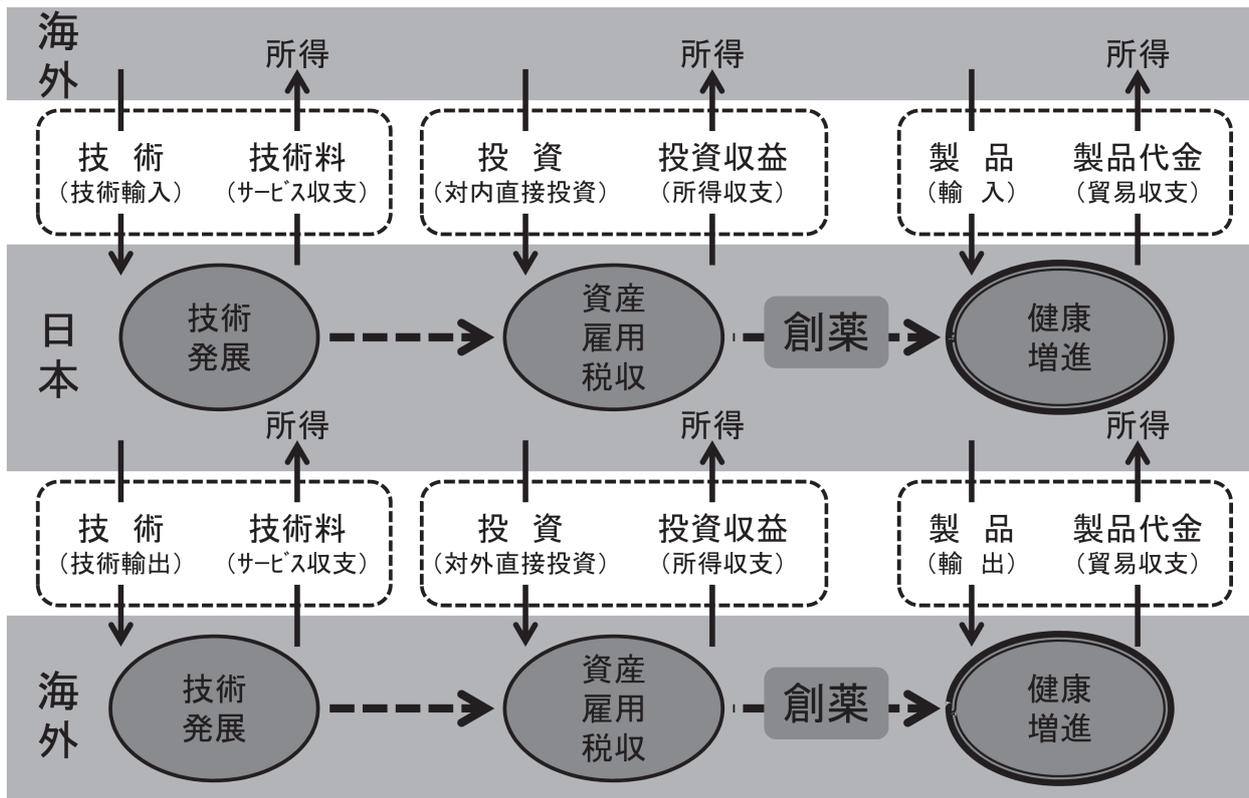 海外
所得 所得 所得
技 術 技術料 投 資 投資収益 製 品 製品代金
（技術輸入） （サービス収支） （対内直接投資） （所得収支） （輸 入） （貿易収支）
日本
技術
発展
資産
雇用
税収
創薬
健康
増進
所得 所得 所得
技 術 技術料 投 資 投資収益 製 品 製品代金
（技術輸出） （サービス収支） （対外直接投資） （所得収支） （輸 出） （貿易収支）
海外
技術
発展
資産
雇用
税収
創薬
健康
増進